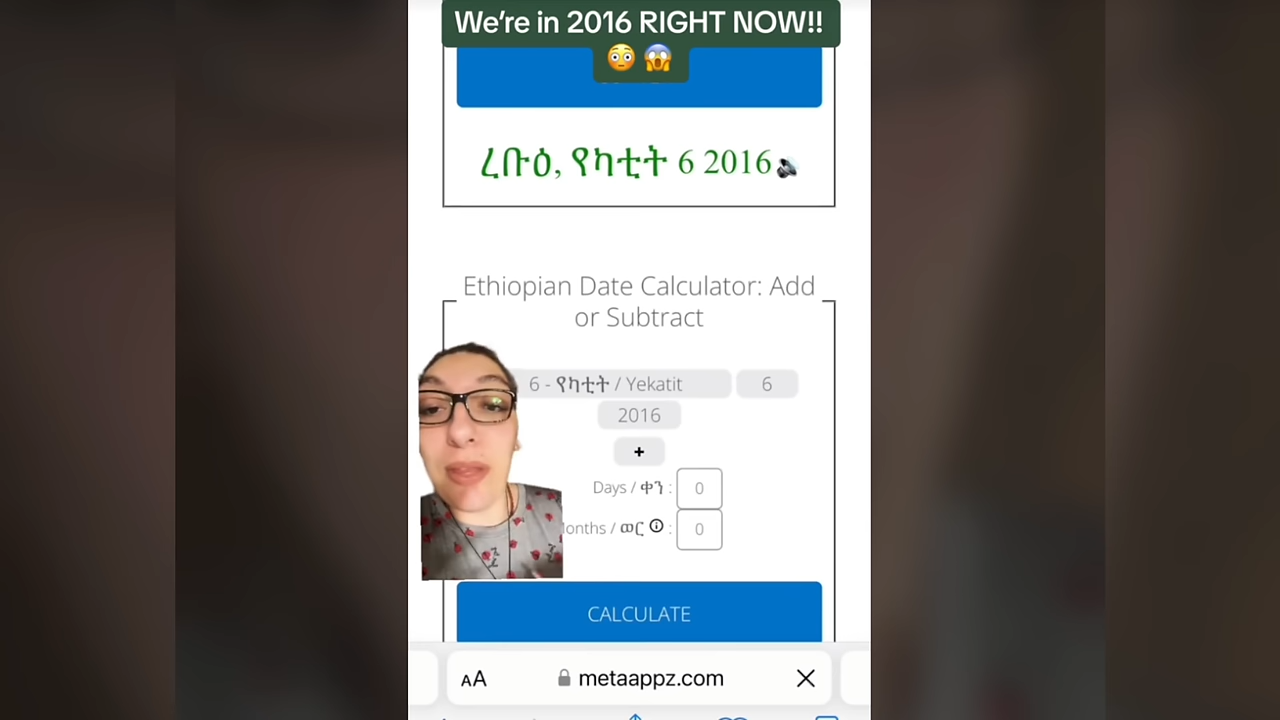 We're in 2016 RIGHT NOW!!
😳 😱
ረቡዕ, የካቲት 6 2016
Ethiopian Date Calculator: Add
or Subtract
6 - የካቲት / Yekatit 6
2016
+
Days / ቀን : 0
onths / ወር : 0
CALCULATE
AA metaappz.com